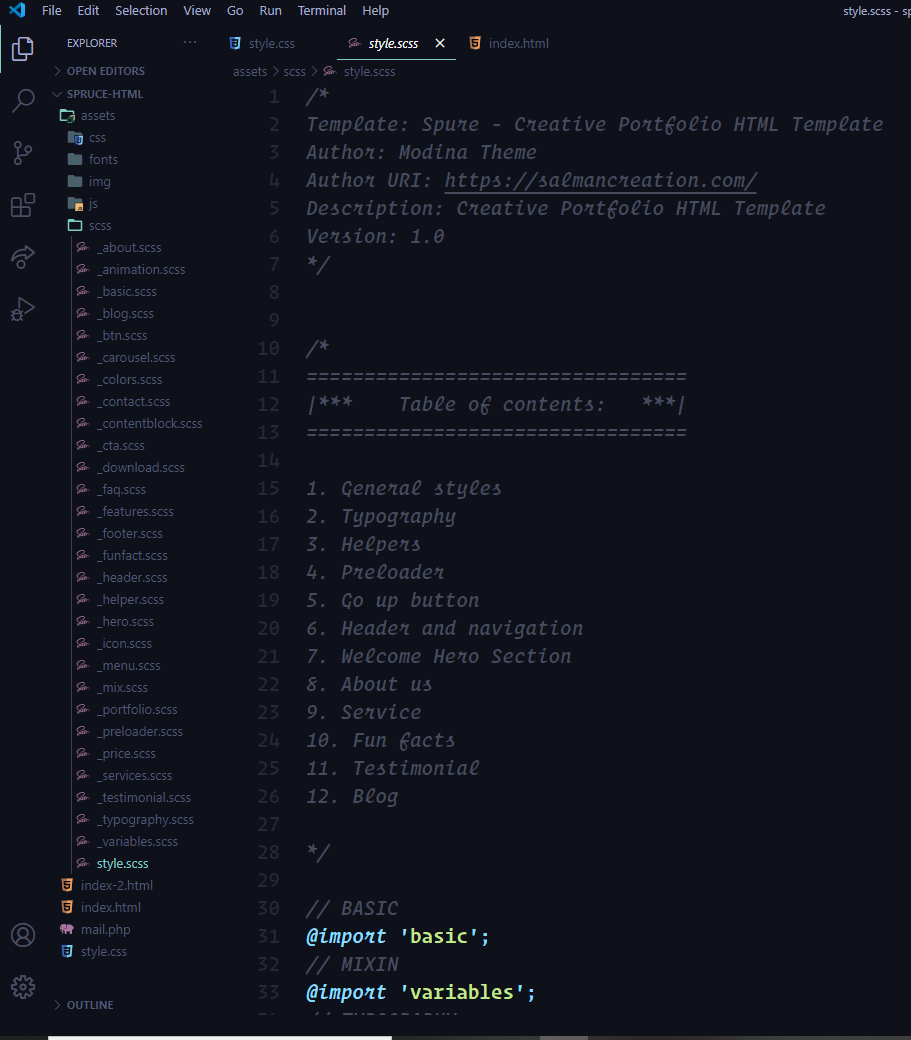 File Edit Selection View Go Run Terminal Help
style.scss - sp
EXPLORER
OPEN EDITORS
SPRUCE-HTML
assets
css
fonts
img
js
scss
_about.scss
_animation.scss
_basic.scss
_blog.scss
_btn.scss
_carousel.scss
_colors.scss
_contact.scss
_contentblock.scss
_cta.scss
_download.scss
_faq.scss
_features.scss
_footer.scss
_funfact.scss
_header.scss
_helper.scss
_hero.scss
_icon.scss
_menu.scss
_mix.scss
_portfolio.scss
_preloader.scss
_price.scss
_services.scss
_testimonial.scss
_typography.scss
_variables.scss
style.scss
index-2.html
index.html
mail.php
style.css
OUTLINE
style.css style.scss index.html
assets > scss > style.scss
1 /*
2 Template: Spure - Creative Portfolio HTML Template
3 Author: Modina Theme
4 Author URI: https://salmancreation.com/
5 Description: Creative Portfolio HTML Template
6 Version: 1.0
7 */
8
9
10 /*
11 =================================
12 |***    Table of contents:   ***|
13 =================================
14
15 1. General styles
16 2. Typography
17 3. Helpers
18 4. Preloader
19 5. Go up button
20 6. Header and navigation
21 7. Welcome Hero Section
22 8. About us
23 9. Service
24 10. Fun facts
25 11. Testimonial
26 12. Blog
27
28 */
29
30 // BASIC
31 @import 'basic';
32 // MIXIN
33 @import 'variables';
// TYPOGRAPHY